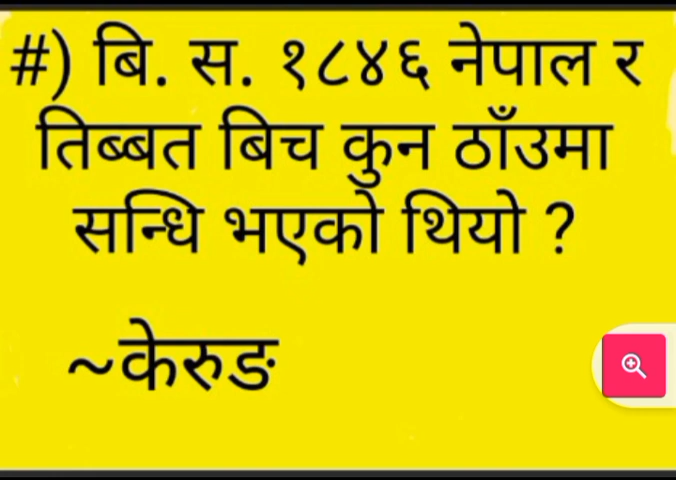 #) बि. स. १८४६ नेपाल र
तिब्बत बिच कुन ठाँउमा
सन्धि भएको थियो ?
~केरुङ